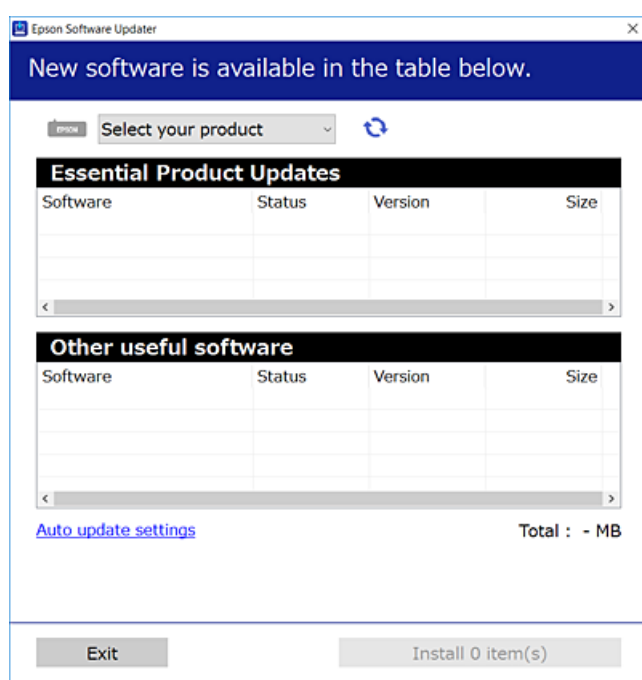 Epson Software Updater
New software is available in the table below.
EPSON Select your product
Essential Product Updates
Software Status Version Size
Other useful software
Software Status Version Size
Auto update settings Total : - MB
Exit Install 0 item(s)